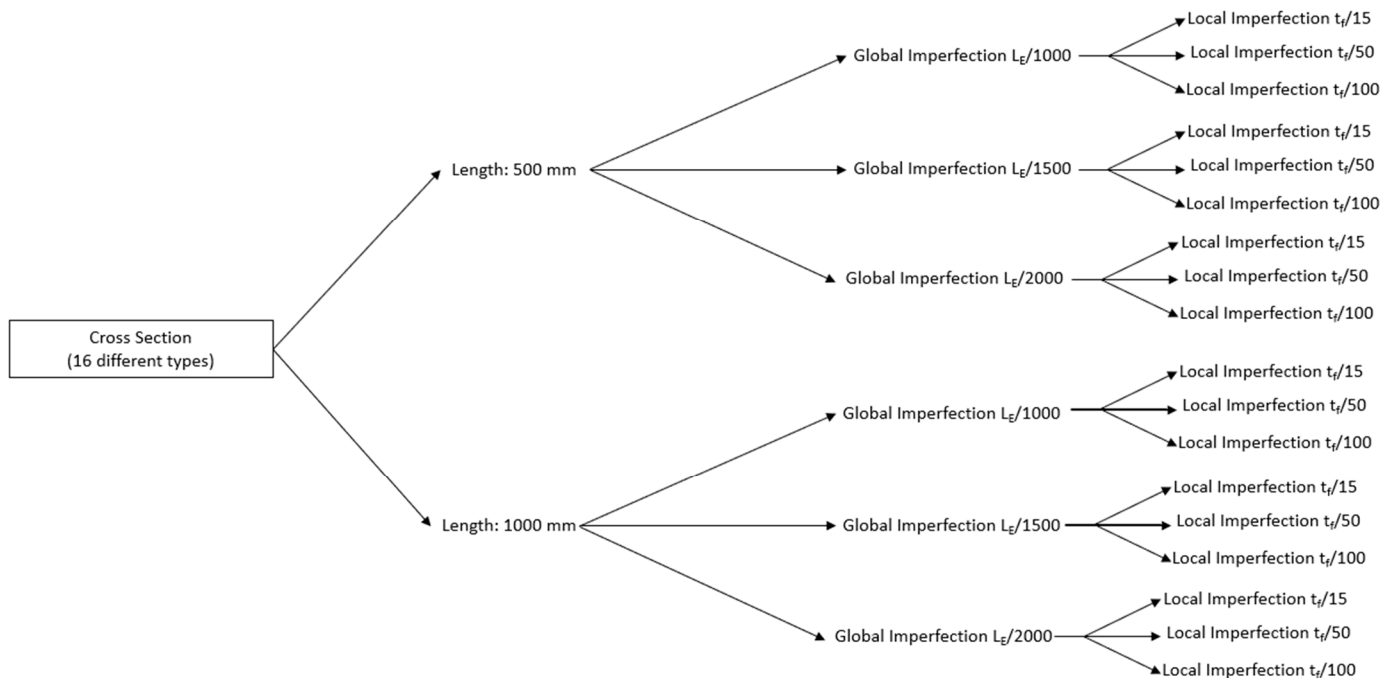 Cross Section
(16 different types)
Length: 500 mm
Global Imperfection L_E/1000
Local Imperfection t_f/15
Local Imperfection t_f/50
Local Imperfection t_f/100
Global Imperfection L_E/1500
Local Imperfection t_f/15
Local Imperfection t_f/50
Local Imperfection t_f/100
Global Imperfection L_E/2000
Local Imperfection t_f/15
Local Imperfection t_f/50
Local Imperfection t_f/100
Length: 1000 mm
Global Imperfection L_E/1000
Local Imperfection t_f/15
Local Imperfection t_f/50
Local Imperfection t_f/100
Global Imperfection L_E/1500
Local Imperfection t_f/15
Local Imperfection t_f/50
Local Imperfection t_f/100
Global Imperfection L_E/2000
Local Imperfection t_f/15
Local Imperfection t_f/50
Local Imperfection t_f/100